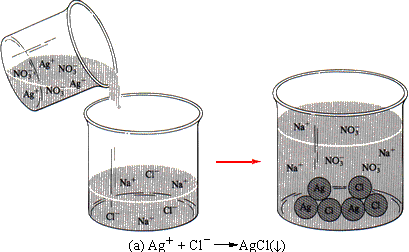 Ag⁺ NO₃⁻
NO₃⁻ Ag⁺
Ag⁺ NO₃⁻
Cl⁻
Na⁺ Na⁺
Cl⁻ Na⁺ Cl⁻
Na⁺ NO₃⁻
Na⁺ NO₃⁻ NO₃⁻ Na⁺
Ag Cl
Ag Cl Ag Cl
(a) Ag⁺ + Cl⁻ ⟶ AgCl(↓)